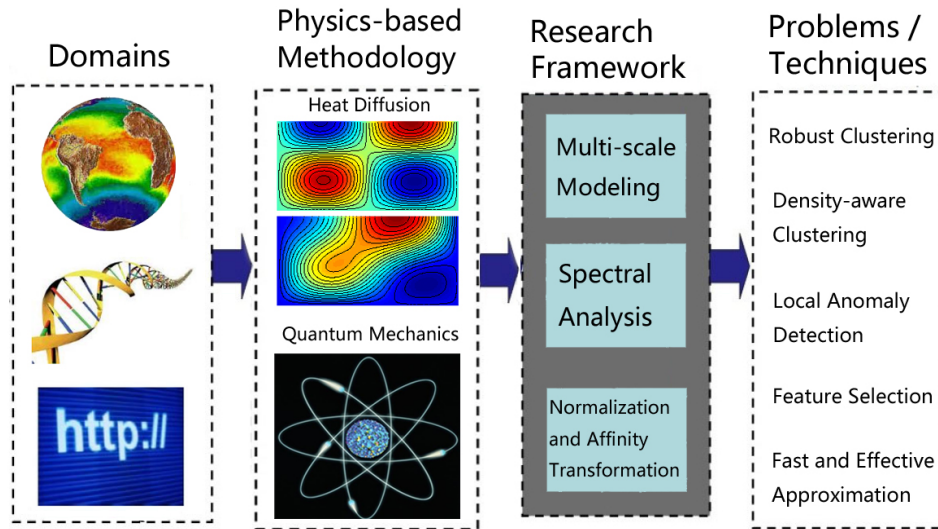 Domains
http://
Physics-based
Methodology
Heat Diffusion
Quantum Mechanics
Research
Framework
Multi-scale
Modeling
Spectral
Analysis
Normalization
and Affinity
Transformation
Problems /
Techniques
Robust Clustering
Density-aware
Clustering
Local Anomaly
Detection
Feature Selection
Fast and Effective
Approximation